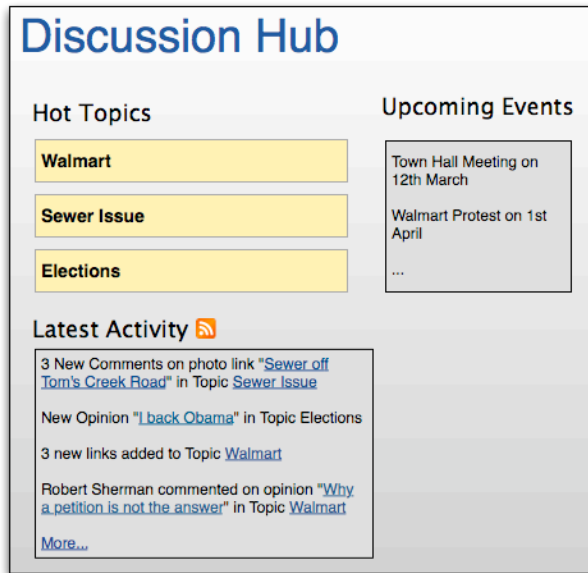 Discussion Hub
Hot Topics
Walmart
Sewer Issue
Elections
Upcoming Events
Town Hall Meeting on
12th March
Walmart Protest on 1st
April
...
Latest Activity
3 New Comments on photo link "Sewer off
Tom's Creek Road" in Topic Sewer Issue
New Opinion "I back Obama" in Topic Elections
3 new links added to Topic Walmart
Robert Sherman commented on opinion "Why
a petition is not the answer" in Topic Walmart
More...